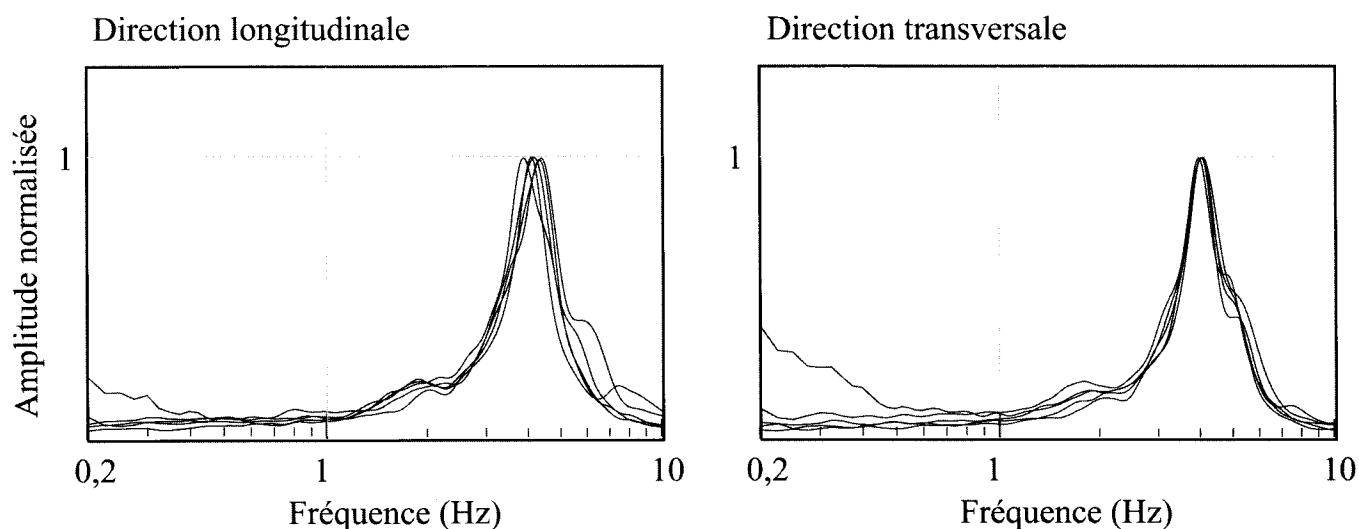 Direction longitudinale
Amplitude normalisée
1
0,2
1
10
Fréquence (Hz)
Direction transversale
1
0,2
1
10
Fréquence (Hz)